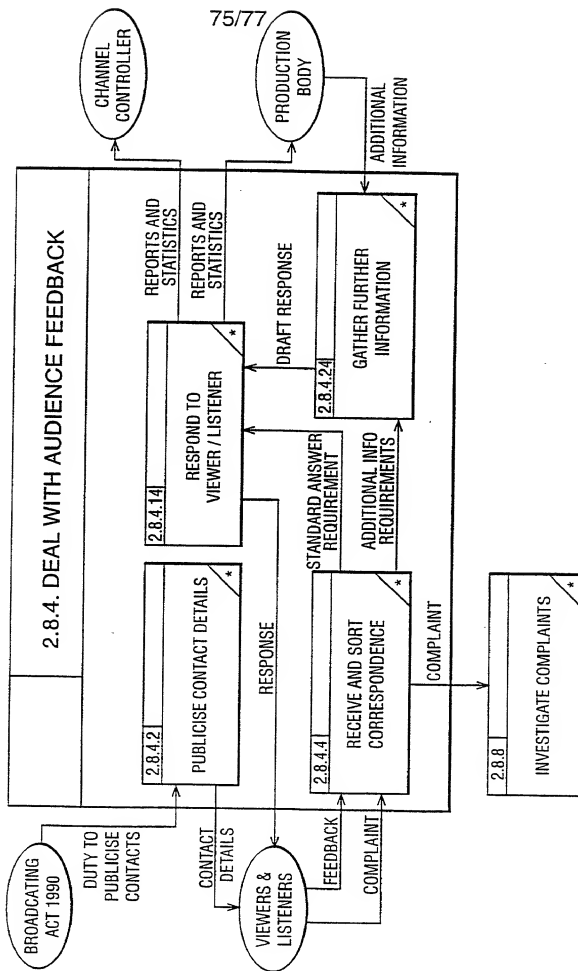 75/77
2.8.4. DEAL WITH AUDIENCE FEEDBACK
BROADCATING
ACT 1990
DUTY TO
PUBLICISE
CONTACTS
2.8.4.2
PUBLICISE CONTACT DETAILS
*
CONTACT
DETAILS
VIEWERS &
LISTENERS
RESPONSE
2.8.4.14
RESPOND TO
VIEWER / LISTENER
*
REPORTS AND
STATISTICS
REPORTS AND
STATISTICS
CHANNEL
CONTROLLER
PRODUCTION
BODY
FEEDBACK
COMPLAINT
2.8.4.4
RECEIVE AND SORT
CORRESPONDENCE
*
STANDARD ANSWER
REQUIREMENT
ADDITIONAL INFO
REQUIREMENTS
DRAFT RESPONSE
2.8.4.24
GATHER FURTHER
INFORMATION
*
ADDITIONAL
INFORMATION
COMPLAINT
2.8.8
INVESTIGATE COMPLAINTS
*